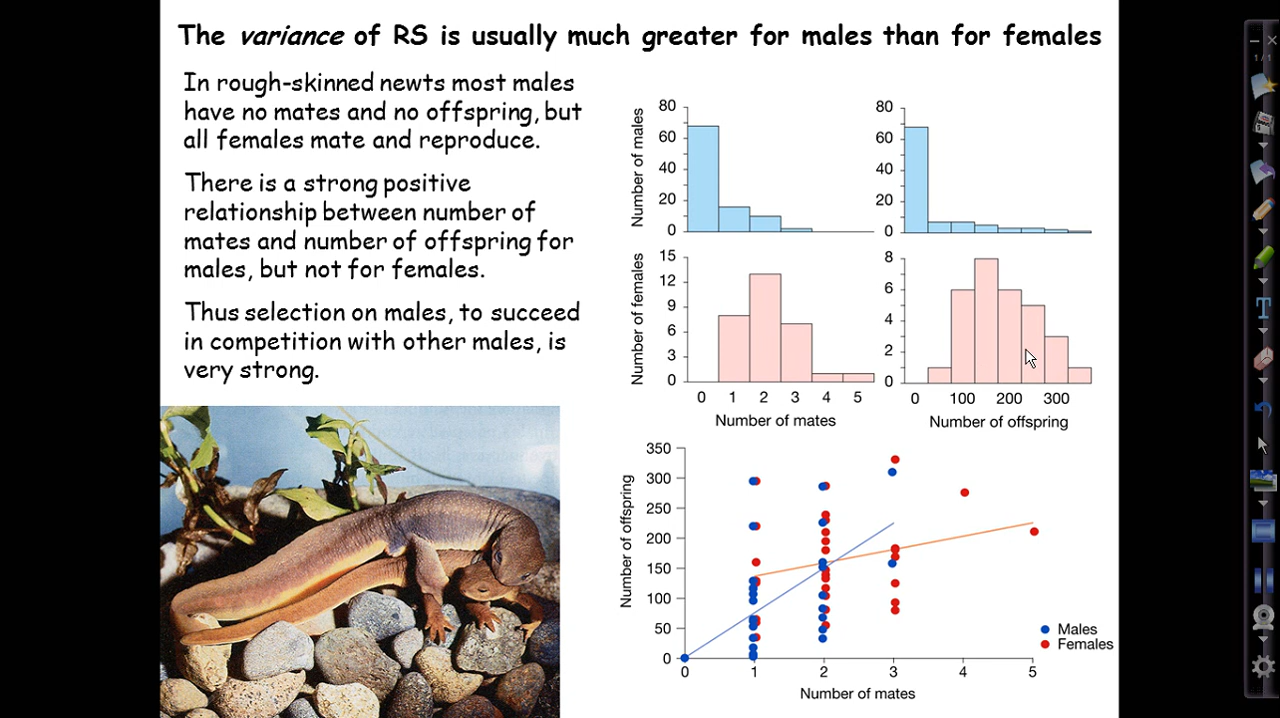 The variance of RS is usually much greater for males than for females
In rough-skinned newts most males
have no mates and no offspring, but
all females mate and reproduce.
There is a strong positive
relationship between number of
mates and number of offspring for
males, but not for females.
Thus selection on males, to succeed
in competition with other males, is
very strong.
Number of males
80
60
40
20
0
80
60
40
20
0
Number of females
15
12
9
6
3
0
0 1 2 3 4 5
Number of mates
8
6
4
2
0
0 100 200 300
Number of offspring
Number of offspring
350
300
250
200
150
100
50
0
0 1 2 3 4 5
Number of mates
Males
Females
1/1
T